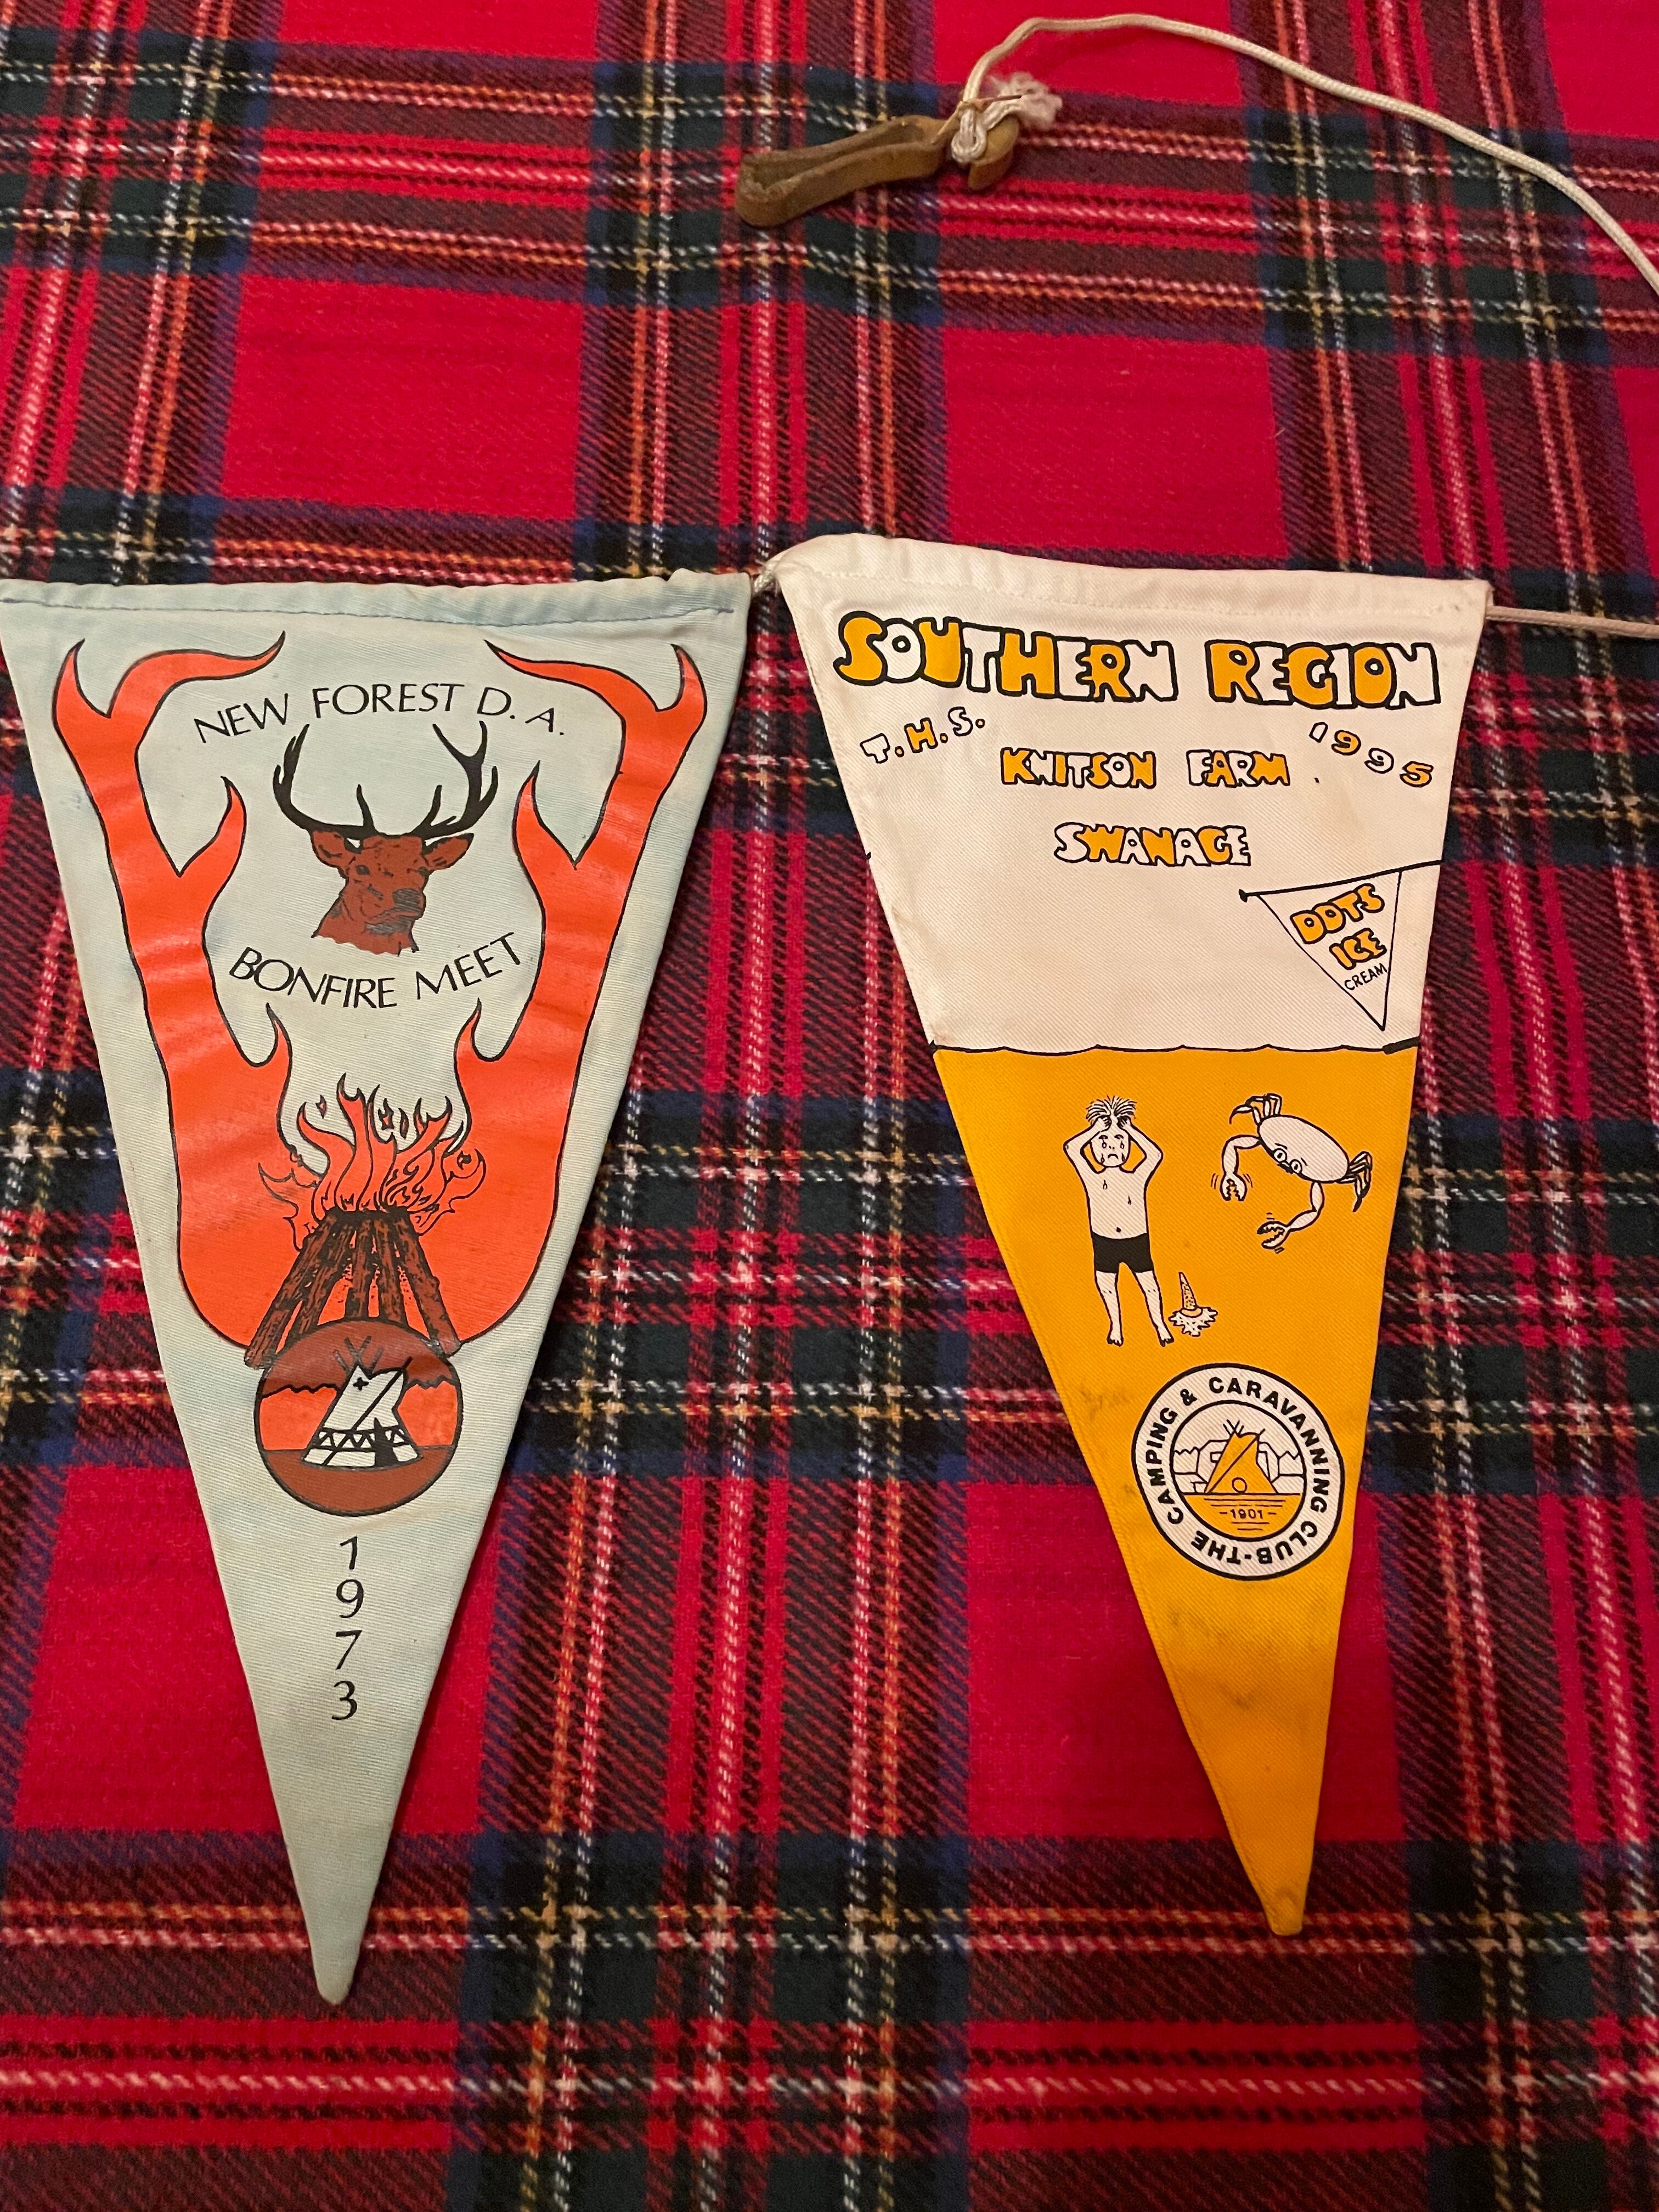 NEW FOREST D. A.
BONFIRE MEET
1973
SOUTHERN REGION
T.H.S.
1995
KNITSON FARM
SWANAGE
DOTS
ICE
CREAM
THE CAMPING & CARAVANNING CLUB-
-1901-